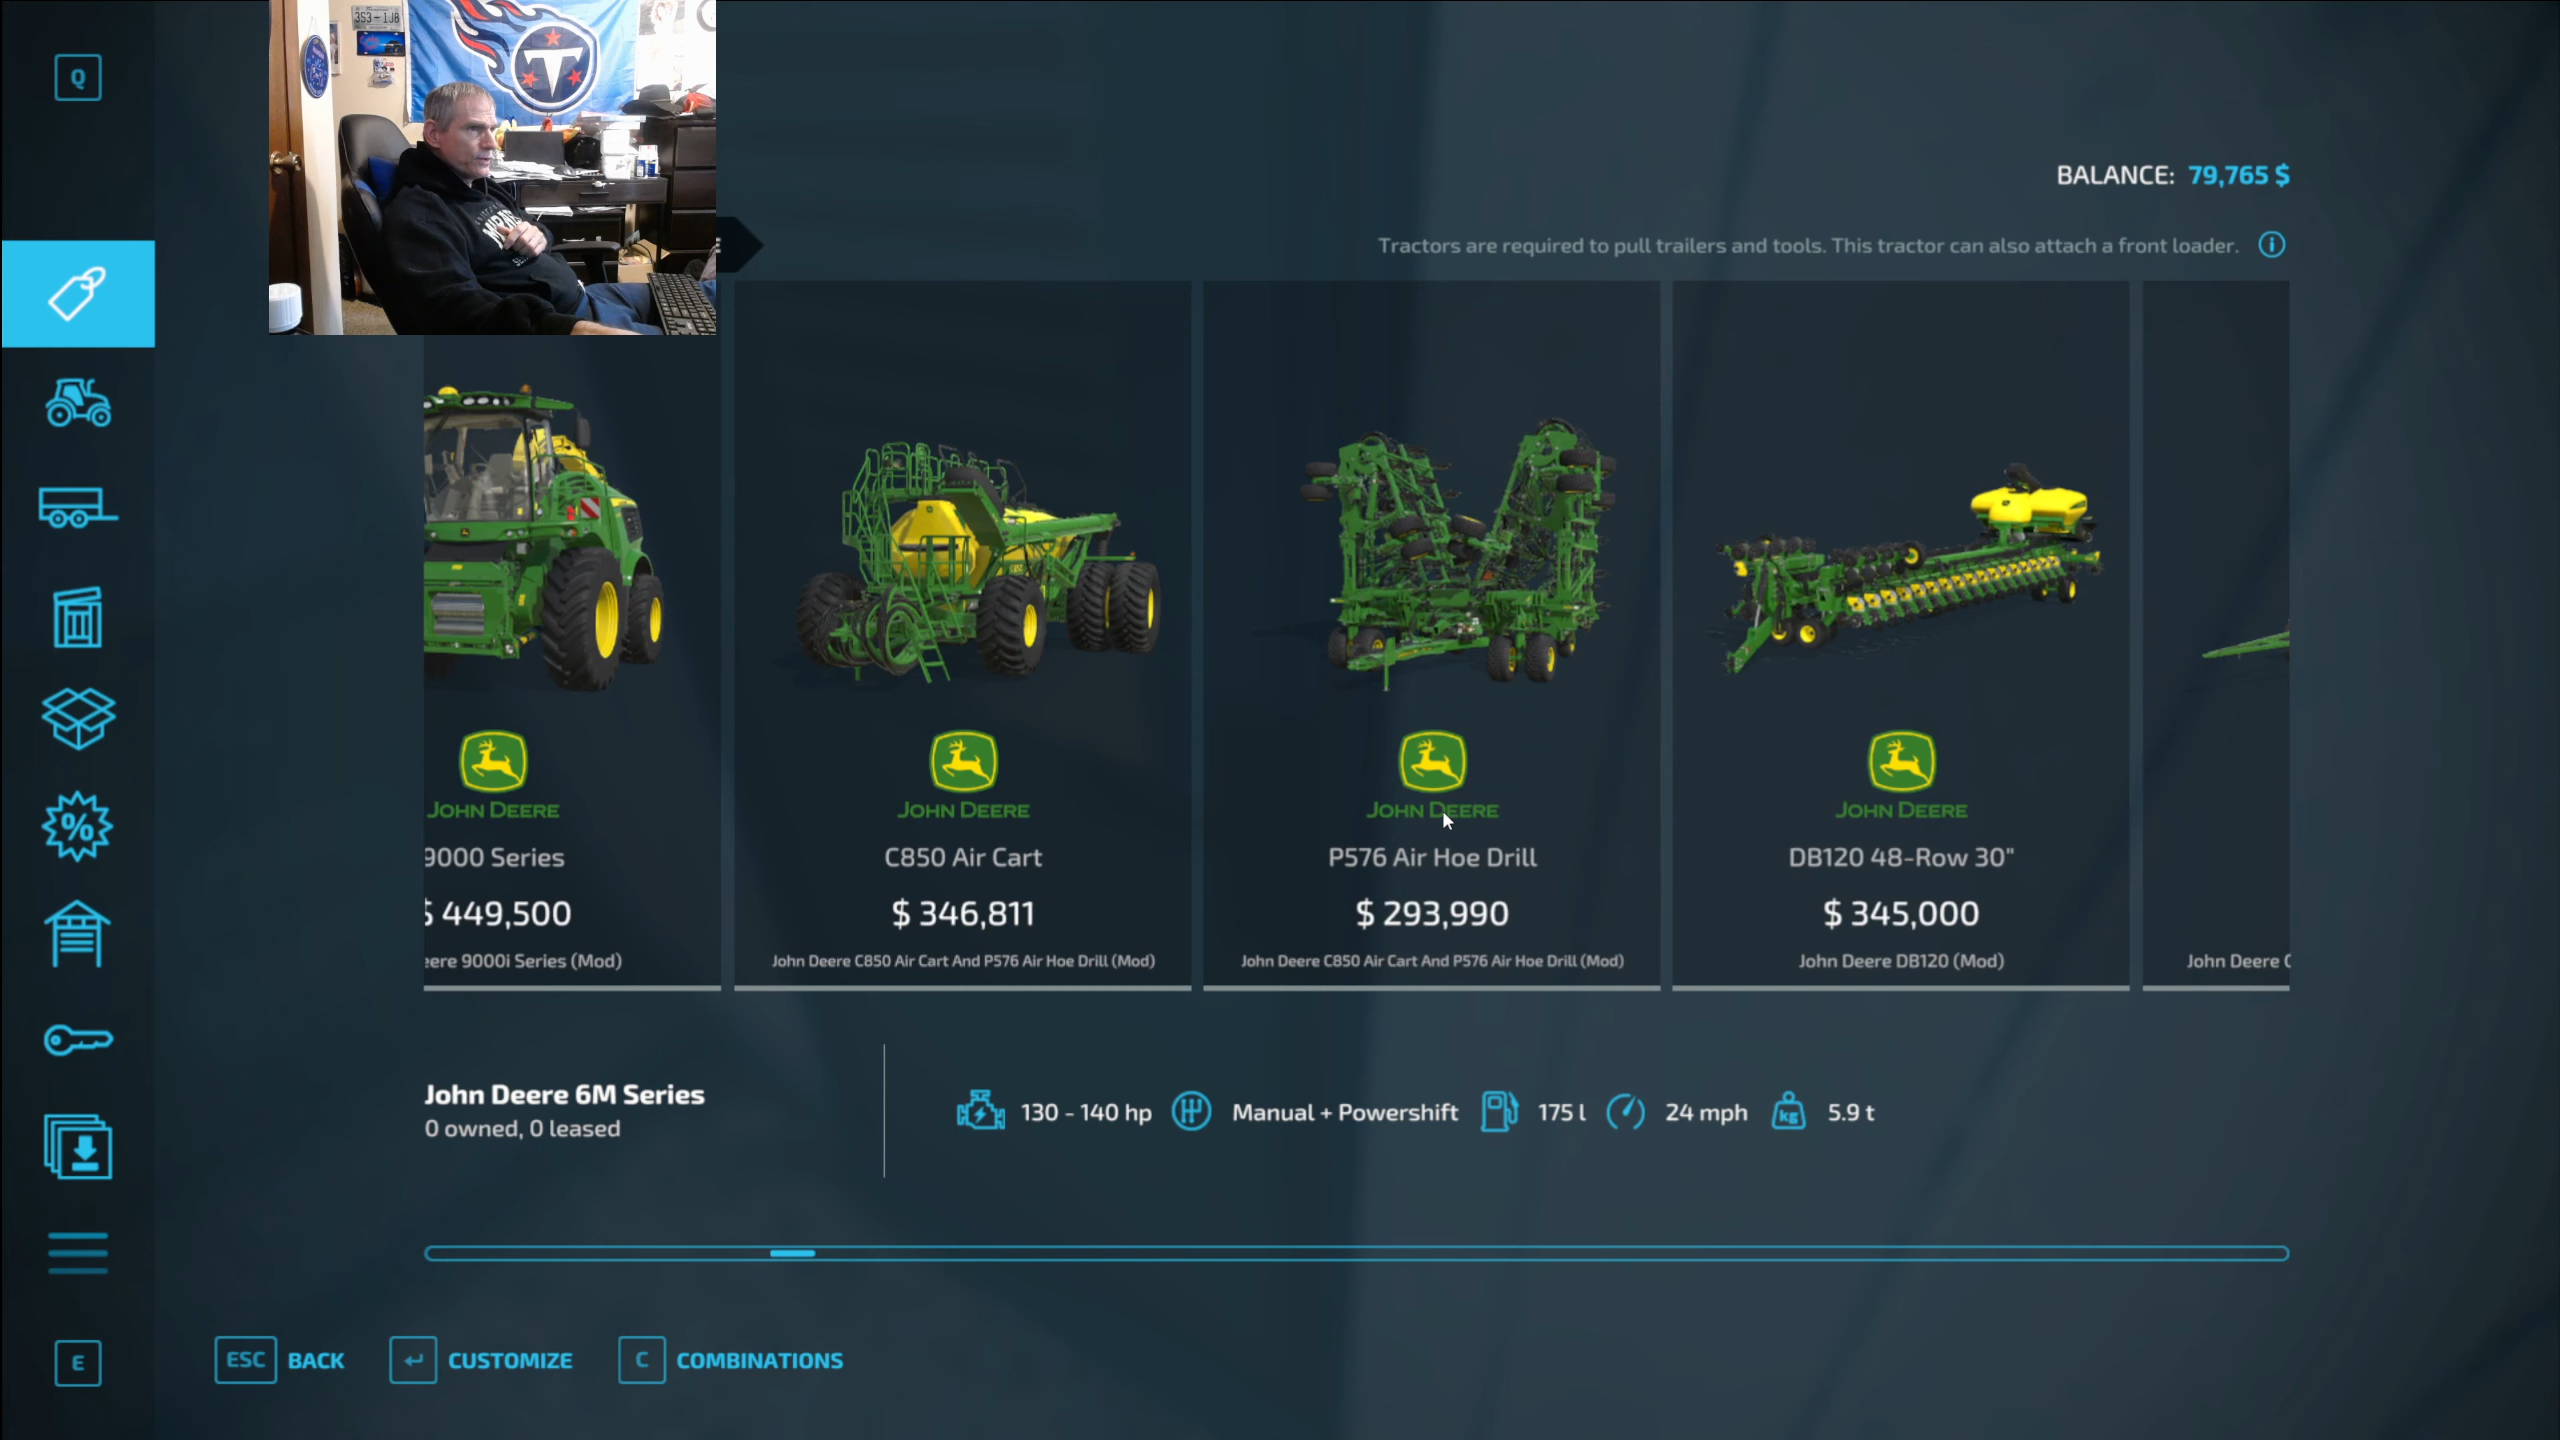 Q
3S3-1J8
T
BALANCE: 79,765 $
Tractors are required to pull trailers and tools. This tractor can also attach a front loader.
JOHN DEERE
9000 Series
$ 449,500
eere 9000i Series (Mod)
JOHN DEERE
C850 Air Cart
$ 346,811
John Deere C850 Air Cart And P576 Air Hoe Drill (Mod)
JOHN DEERE
P576 Air Hoe Drill
$ 293,990
John Deere C850 Air Cart And P576 Air Hoe Drill (Mod)
JOHN DEERE
DB120 48-Row 30"
$ 345,000
John Deere DB120 (Mod)
John Deere
John Deere 6M Series
0 owned, 0 leased
130 - 140 hp
Manual + Powershift
175 l
24 mph
kg
5.9 t
E
ESC BACK
CUSTOMIZE
C COMBINATIONS